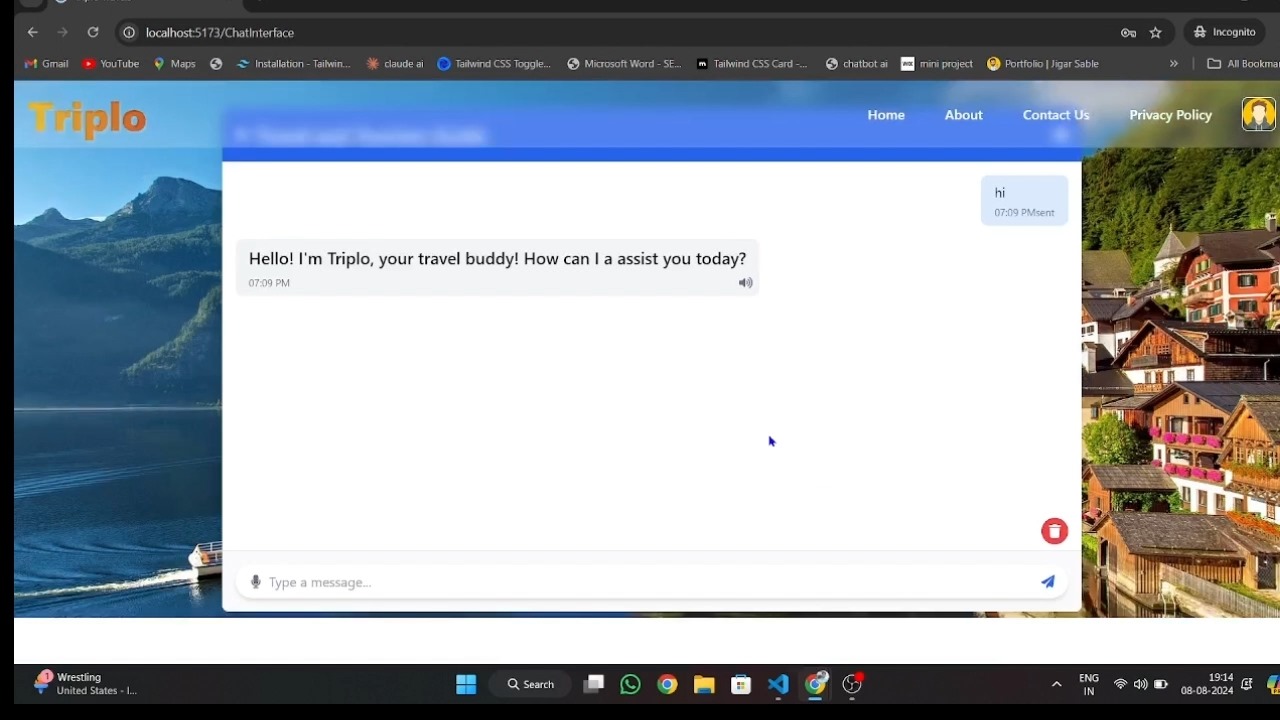 localhost:5173/ChatInterface
Incognito
Gmail
YouTube
Maps
Installation - Tailwin...
claude ai
Tailwind CSS Toggle...
Microsoft Word - SE...
Tailwind CSS Card -...
chatbot ai
mini project
Portfolio | Jigar Sable
»
All Bookmar
Triplo
Home
About
Contact Us
Privacy Policy
hi
07:09 PMsent
Hello! I'm Triplo, your travel buddy! How can I a assist you today?
07:09 PM
Type a message...
1
Wrestling
United States - I...
Search
ENG
IN
19:14
08-08-2024